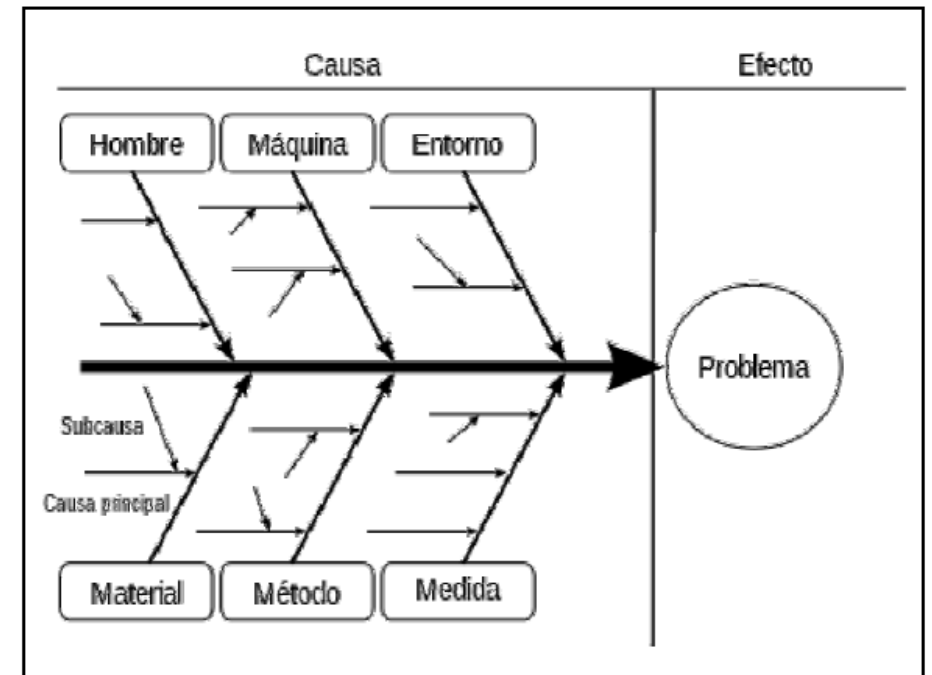 Causa
Efecto
Hombre
Máquina
Entorno
Problema
Subcausa
Causa principal
Material
Método
Medida